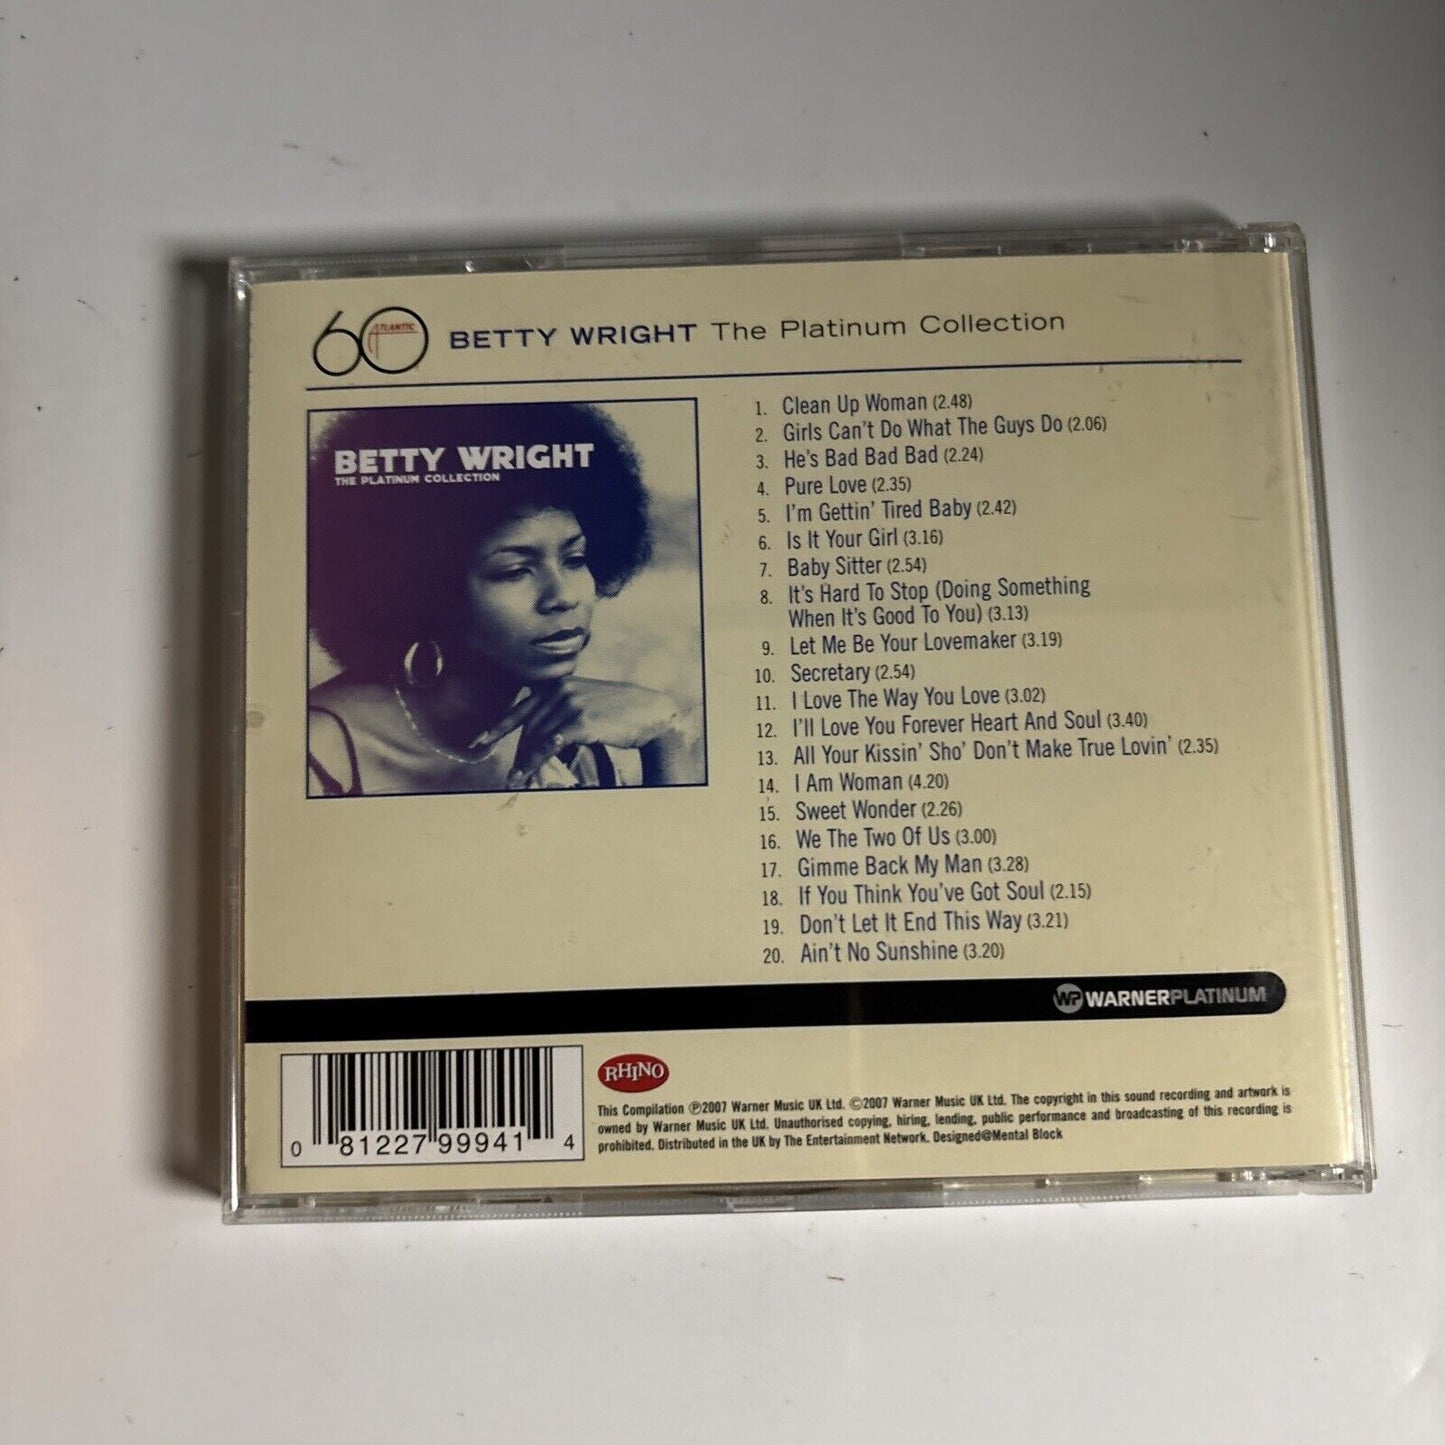 60 ATLANTIC BETTY WRIGHT The Platinum Collection
BETTY WRIGHT
THE PLATINUM COLLECTION
1. Clean Up Woman (2.48)
2. Girls Can't Do What The Guys Do (2.06)
3. He's Bad Bad Bad (2.24)
4. Pure Love (2.35)
5. I'm Gettin' Tired Baby (2.42)
6. Is It Your Girl (3.16)
7. Baby Sitter (2.54)
8. It's Hard To Stop (Doing Something
When It's Good To You) (3.13)
9. Let Me Be Your Lovemaker (3.19)
10. Secretary (2.54)
11. I Love The Way You Love (3.02)
12. I'll Love You Forever Heart And Soul (3.40)
13. All Your Kissin' Sho' Don't Make True Lovin' (2.35)
14. I Am Woman (4.20)
15. Sweet Wonder (2.26)
16. We The Two Of Us (3.00)
17. Gimme Back My Man (3.28)
18. If You Think You've Got Soul (2.15)
19. Don't Let It End This Way (3.21)
20. Ain't No Sunshine (3.20)
WP WARNERPLATINUM
0 81227 99941 4
RHINO
This Compilation ℗2007 Warner Music UK Ltd. ©2007 Warner Music UK Ltd. The copyright in this sound recording and artwork is
owned by Warner Music UK Ltd. Unauthorised copying, hiring, lending, public performance and broadcasting of this recording is
prohibited. Distributed in the UK by The Entertainment Network. Designed@Mental Block